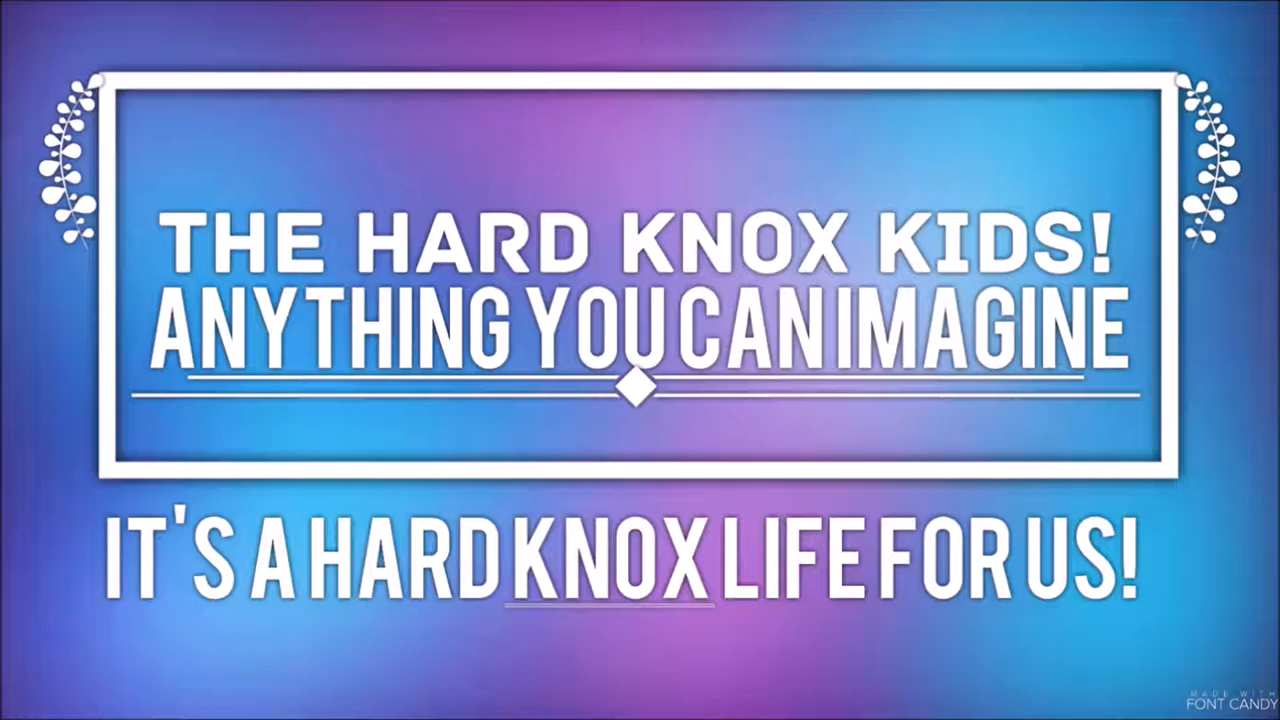 THE HARD KNOX KIDS!
ANYTHING YOU CAN IMAGINE
IT'S A HARD KNOX LIFE FOR US!
MADE WITH
FONT CANDY